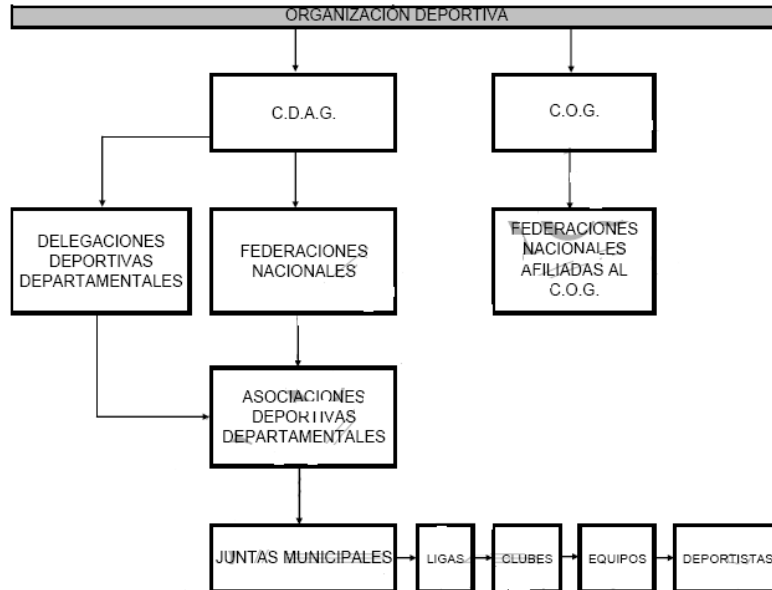 ORGANIZACIÓN DEPORTIVA
C.D.A.G.
C.O.G.
DELEGACIONES
DEPORTIVAS
DEPARTAMENTALES
FEDERACIONES
NACIONALES
FEDERACIONES
NACIONALES
AFILIADAS AL
C.O.G.
ASOCIACIONES
DEPORTIVAS
DEPARTAMENTALES
JUNTAS MUNICIPALES
LIGAS
CLUBES
EQUIPOS
DEPORTISTAS